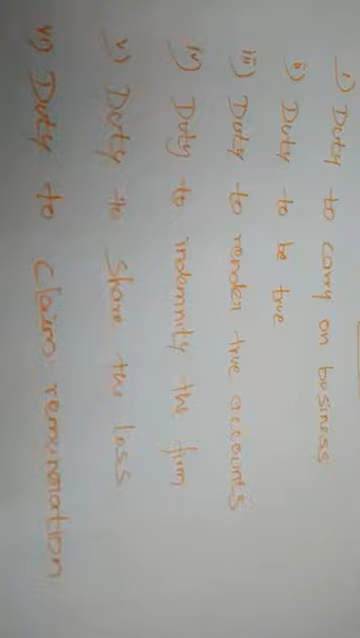 i) Duty to carry on business
ii) Duty to be true
iii) Duty to render true accounts
iv) Duty to indemnity the firm
v) Duty to share the loss
vi) Duty to claim remuneration